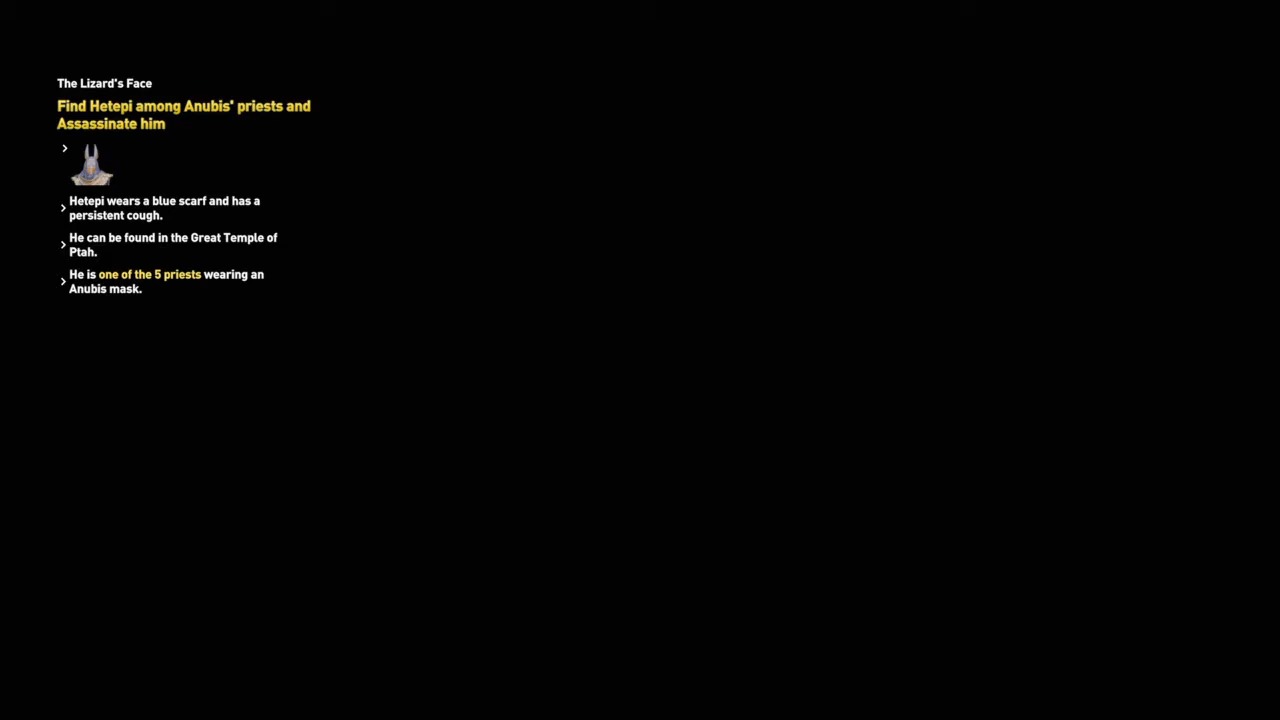 The Lizard's Face
Find Hetepi among Anubis' priests and
Assassinate him
Hetepi wears a blue scarf and has a
persistent cough.
He can be found in the Great Temple of
Ptah.
He is one of the 5 priests wearing an
Anubis mask.